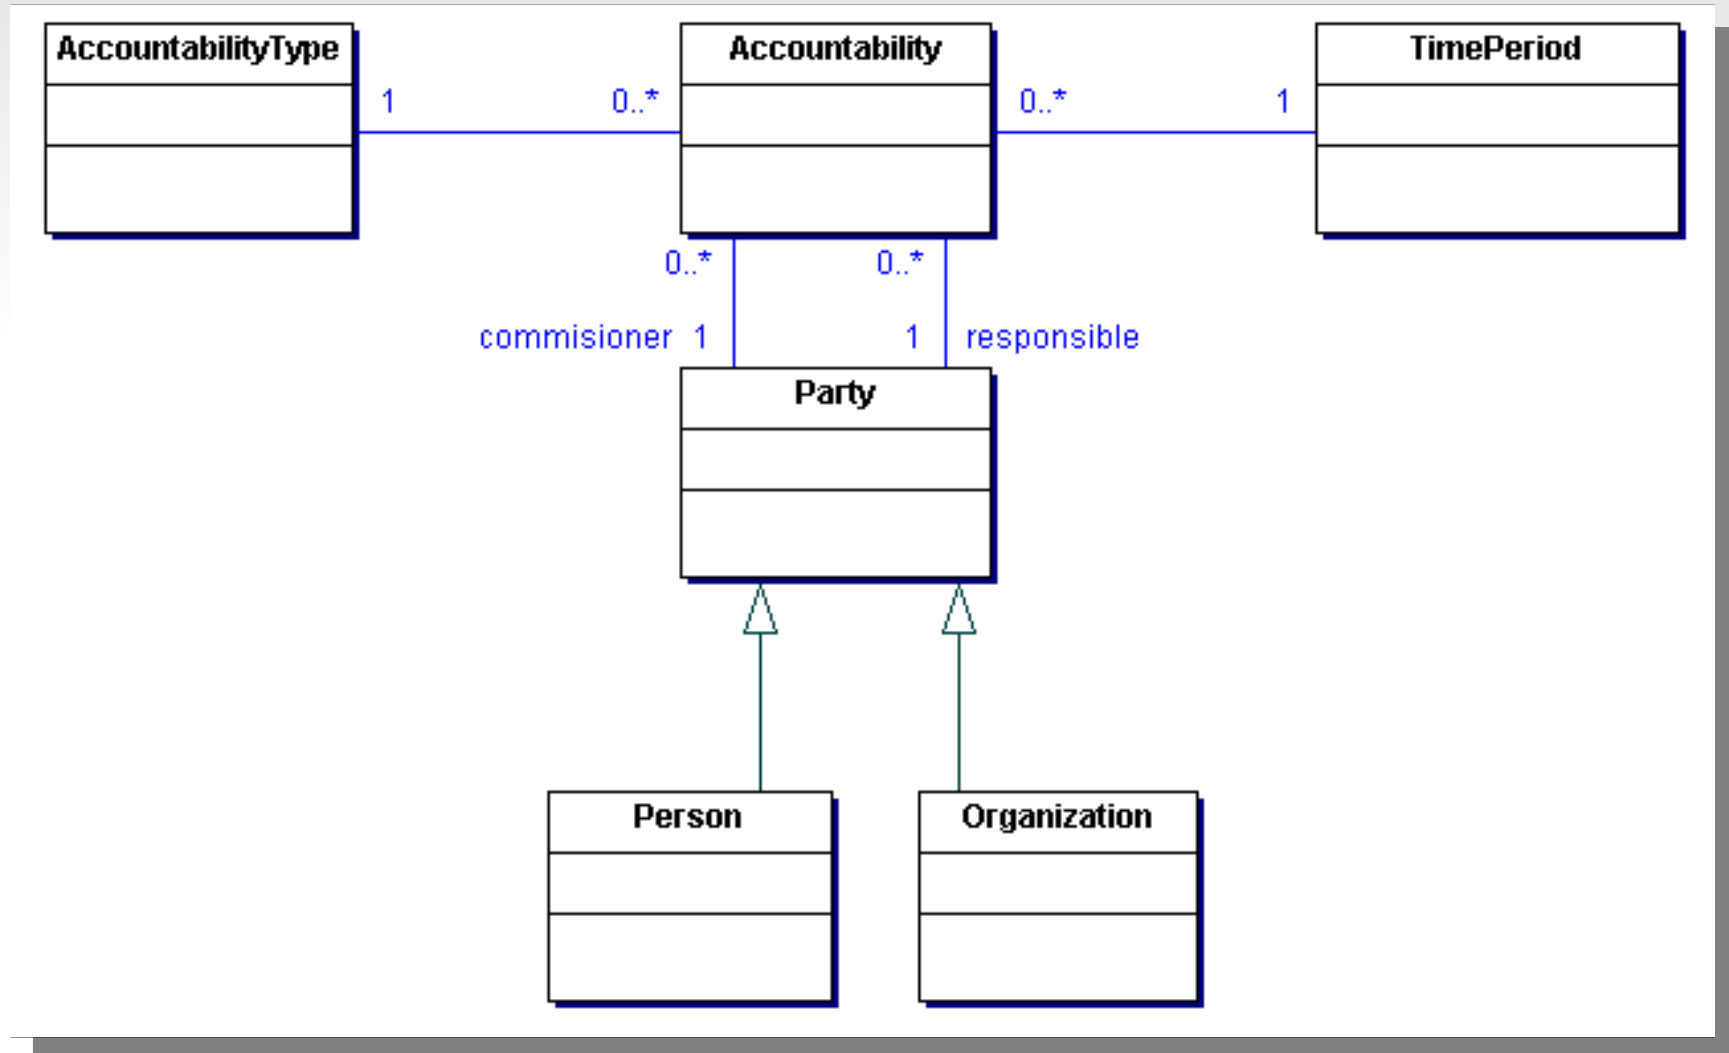 AccountabilityType
Accountability
TimePeriod
1
0..*
0..*
1
0..*
0..*
commisioner 1
1 responsible
Party
Person
Organization